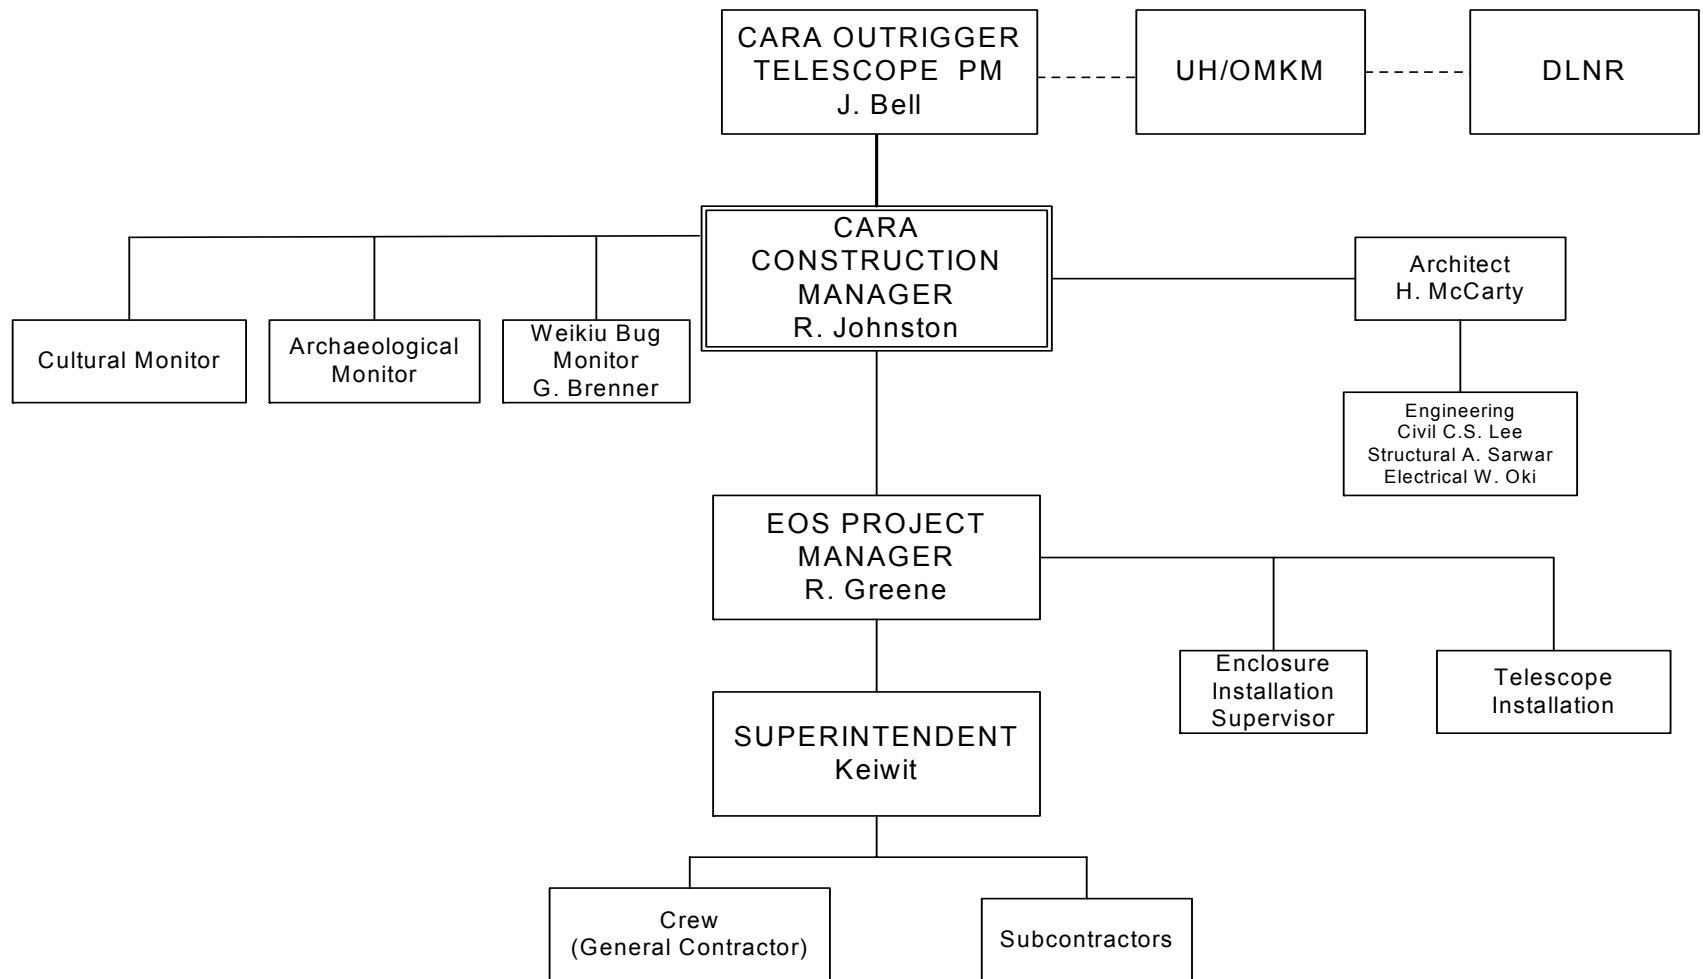 CARA OUTRIGGER
TELESCOPE PM
J. Bell
UH/OMKM
DLNR
CARA
CONSTRUCTION
MANAGER
R. Johnston
Architect
H. McCarty
Cultural Monitor
Archaeological
Monitor
Weikiu Bug
Monitor
G. Brenner
Engineering
Civil C.S. Lee
Structural A. Sarwar
Electrical W. Oki
EOS PROJECT
MANAGER
R. Greene
Enclosure
Installation
Supervisor
Telescope
Installation
SUPERINTENDENT
Keiwit
Crew
(General Contractor)
Subcontractors